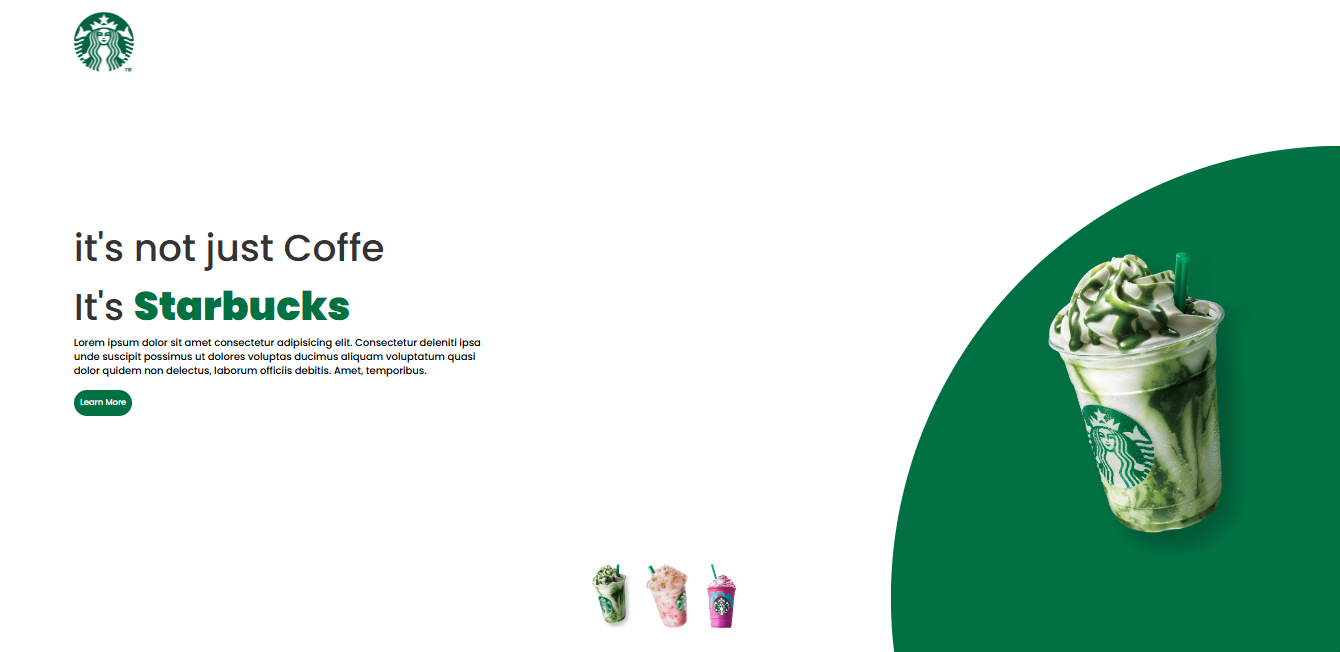 TM
it's not just Coffe
It's Starbucks
Lorem ipsum dolor sit amet consectetur adipisicing elit. Consectetur deleniti ipsa
unde suscipit possimus ut dolores voluptas ducimus aliquam voluptatum quasi
dolor quidem non delectus, laborum officiis debitis. Amet, temporibus.
Learn More